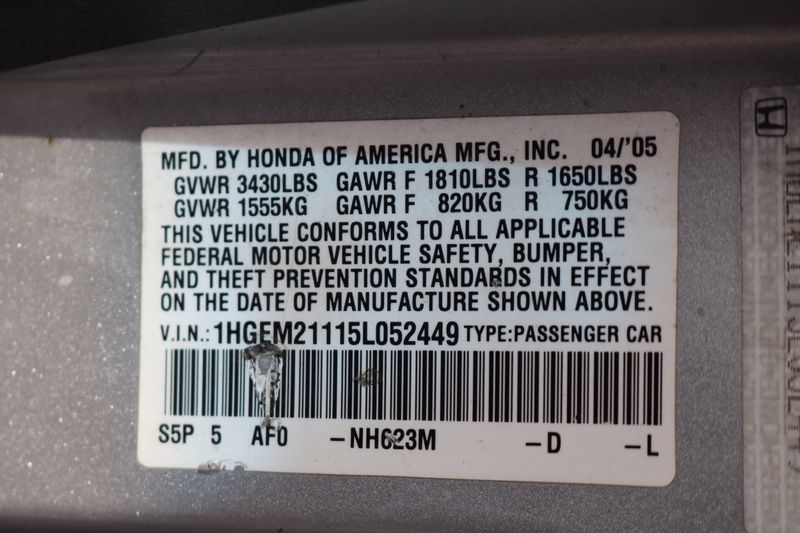 MFD. BY HONDA OF AMERICA MFG., INC. 04/'05
GVWR 3430LBS GAWR F 1810LBS R 1650LBS
GVWR 1555KG GAWR F 820KG R 750KG
THIS VEHICLE CONFORMS TO ALL APPLICABLE
FEDERAL MOTOR VEHICLE SAFETY, BUMPER,
AND THEFT PREVENTION STANDARDS IN EFFECT
ON THE DATE OF MANUFACTURE SHOWN ABOVE.
V.I.N.: 1HGEM21115L052449 TYPE:PASSENGER CAR
S5P 5 AF0 –NH623M –D –L